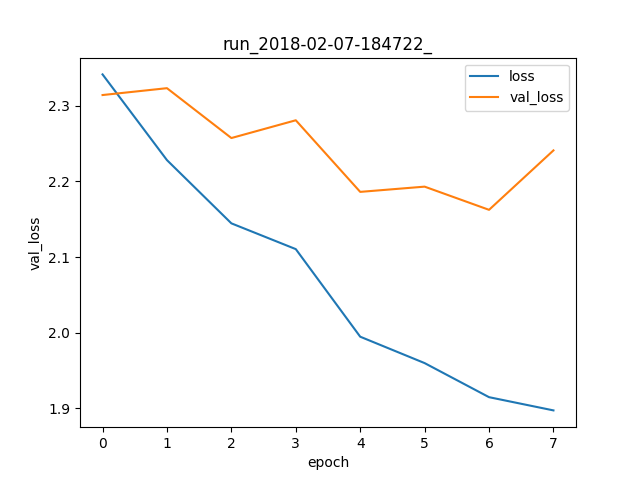 run_2018-02-07-184722_
loss
val_loss
2.3
2.2
2.1
2.0
1.9
val_loss
0 1 2 3 4 5 6 7
epoch